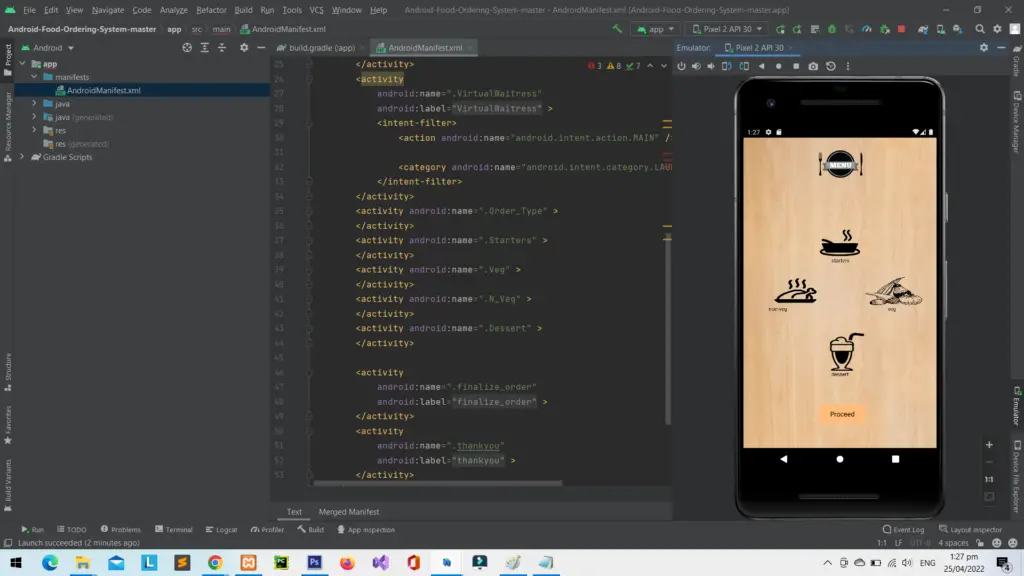 File Edit View Navigate Code Analyze Refactor Build Run Tools VCS Window Help Android-Food-Ordering-System-master - AndroidManifest.xml [Android-Food-Ordering-System-master.app]
Android-Food-Ordering-System-master app src main AndroidManifest.xml app Pixel 2 API 30
Android build.gradle (:app) AndroidManifest.xml Emulator: Pixel 2 API 30
Project
Resource Manager
Structure
Favorites
Build Variants
app
manifests
AndroidManifest.xml
java
java (generated)
res
res (generated)
Gradle Scripts
3 8 7
25 </activity>
26 <activity
27 android:name=".VirtualWaitress"
28 android:label="VirtualWaitress" >
29 <intent-filter>
30 <action android:name="android.intent.action.MAIN" /
31
32 <category android:name="android.intent.category.LAU
33 </intent-filter>
34 </activity>
35 <activity android:name=".Order_Type" >
36 </activity>
37 <activity android:name=".Starters" >
38 </activity>
39 <activity android:name=".Veg" >
40 </activity>
41 <activity android:name=".N_Veg" >
42 </activity>
43 <activity android:name=".Dessert" >
44 </activity>
45
46 <activity
47 android:name=".finalize_order"
48 android:label="finalize_order" >
49 </activity>
50 <activity
51 android:name=".thankyou"
52 android:label="thankyou" >
53 </activity>
Text Merged Manifest
1:27
MENU
starters
non-veg
veg
dessert
Proceed
1:1
Gradle
Device Manager
Emulator
Device File Explorer
Run TODO Problems Terminal Logcat Profiler Build App Inspection Event Log Layout Inspector
Launch succeeded (2 minutes ago) 1:1 LF UTF-8 4 spaces
ENG
1:27 pm
25/04/2022
4